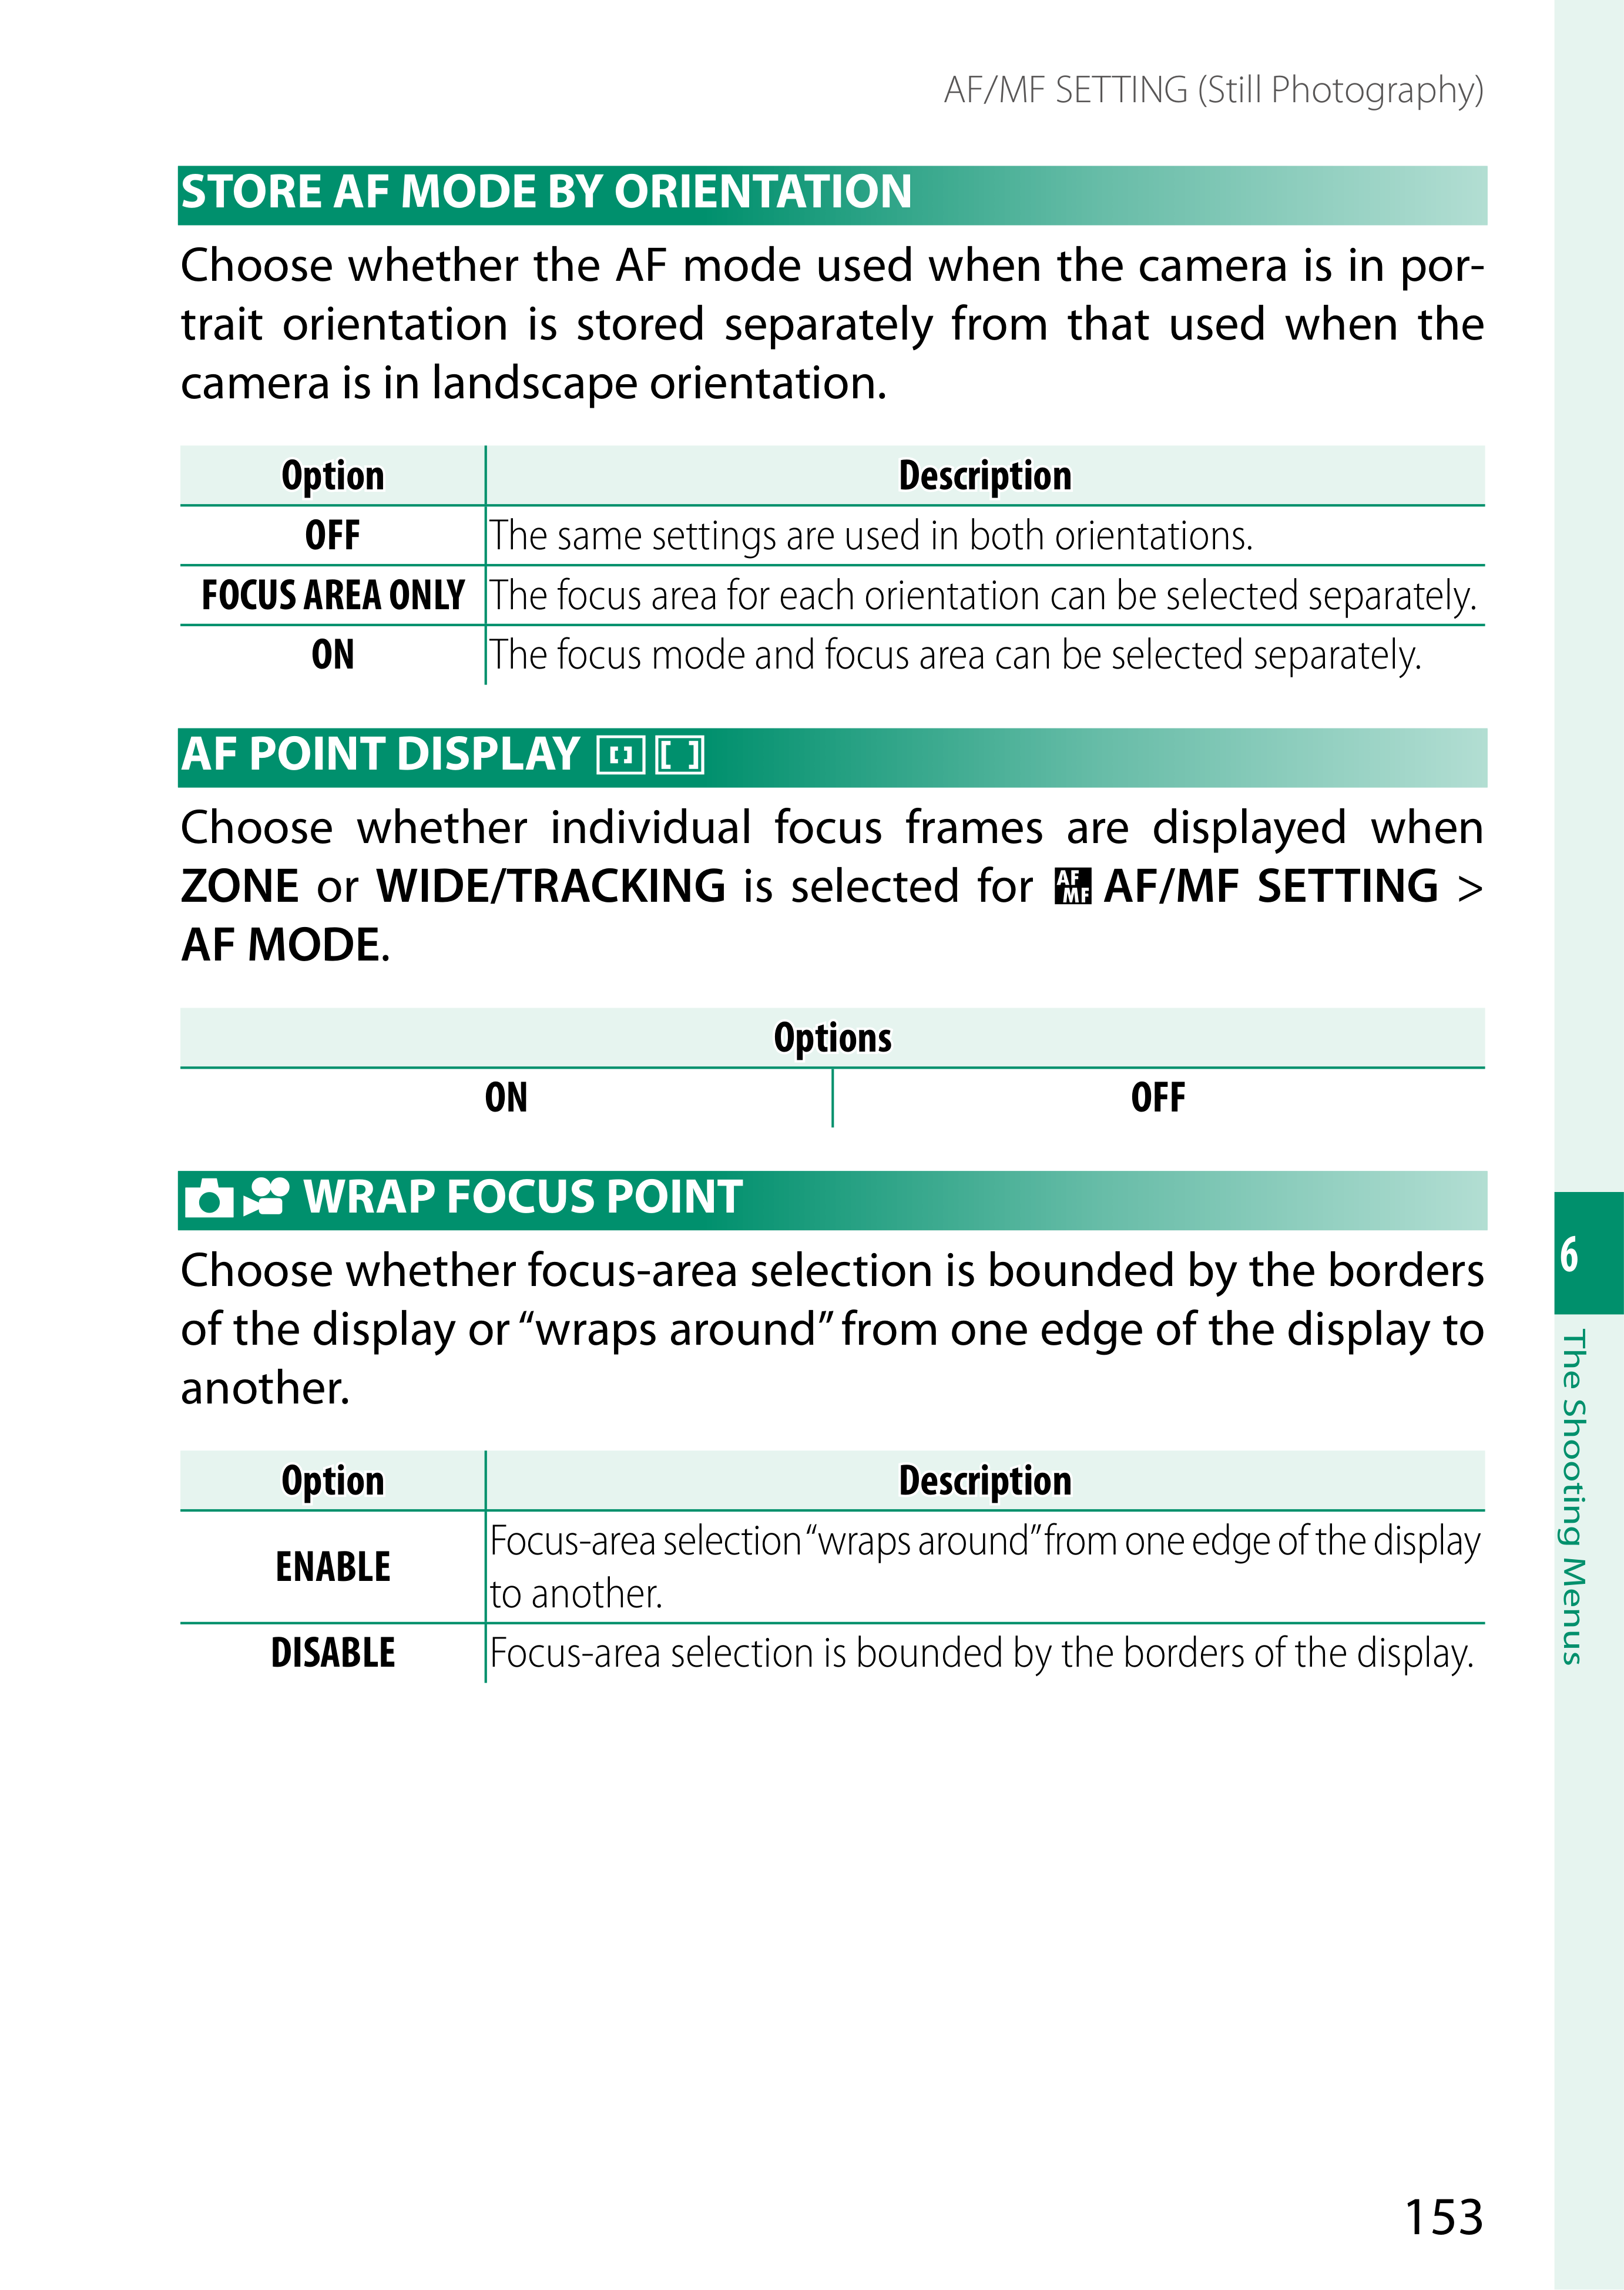 AF/MF SETTING (Still Photography)
STORE AF MODE BY ORIENTATION
Choose whether the AF mode used when the camera is in por-
trait orientation is stored separately from that used when the
camera is in landscape orientation.
Option Description
OFF The same settings are used in both orientations.
FOCUS AREA ONLY The focus area for each orientation can be selected separately.
ON The focus mode and focus area can be selected separately.
AF POINT DISPLAY
Choose whether individual focus frames are displayed when
ZONE or WIDE/TRACKING is selected for AF MF AF/MF SETTING >
AF MODE.
Options
ON OFF
WRAP FOCUS POINT
Choose whether focus-area selection is bounded by the borders
of the display or “wraps around” from one edge of the display to
another.
Option Description
ENABLE Focus-area selection “wraps around” from one edge of the display
to another.
DISABLE Focus-area selection is bounded by the borders of the display.
6
The Shooting Menus
153